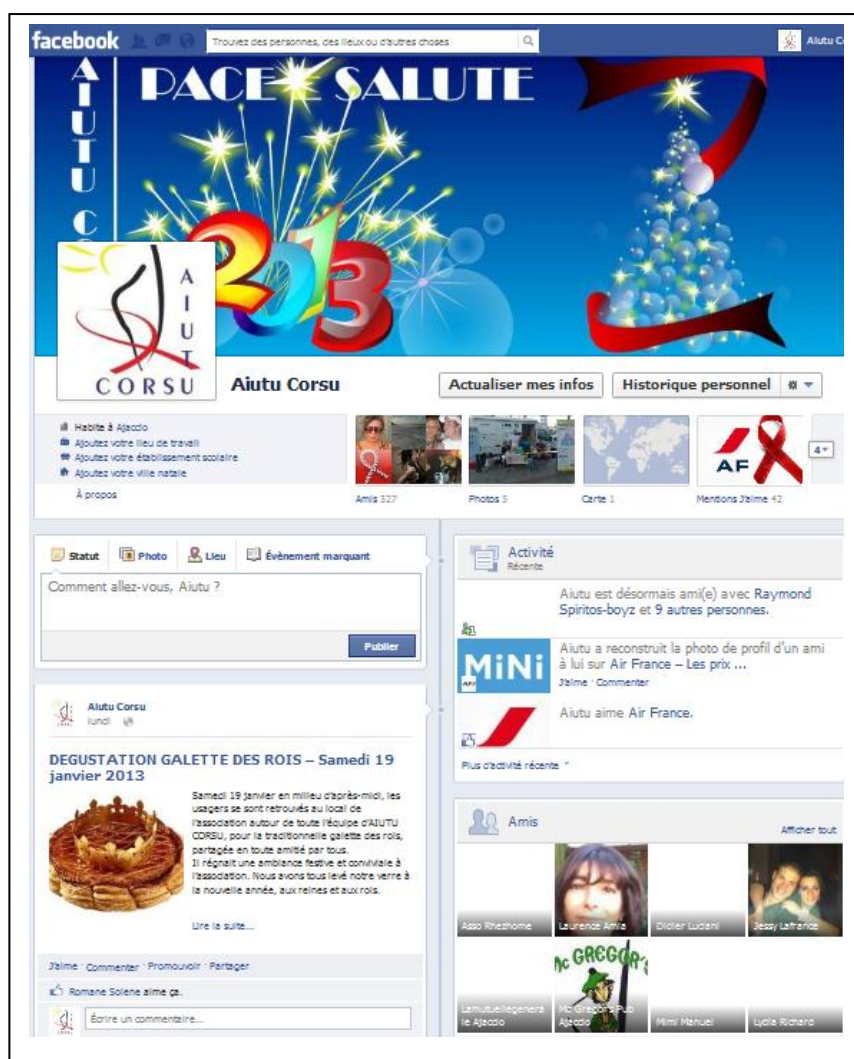 facebook
Trouvez des personnes, des lieux ou d'autres choses
Aiutu Co
AIUTU CO
PACE E SALUTE
2013
AIUT
CORSU
Aiutu Corsu
Actualiser mes infos
Historique personnel
Habite à Ajaccio
Ajoutez votre lieu de travail
Ajoutez votre établissement scolaire
Ajoutez votre ville natale
À propos
AF
4
Amis 327
Photos 5
Carte 1
Mentions J'aime 42
Statut
Photo
Lieu
Évènement marquant
Comment allez-vous, Aiutu ?
Publier
Aiutu Corsu
lundi
DEGUSTATION GALETTE DES ROIS – Samedi 19
janvier 2013
Samedi 19 janvier en milieu d'après-midi, les
usagers se sont retrouvés au local de
l'association autour de toute l'équipe d'AIUTU
CORSU, pour la traditionnelle galette des rois,
partagée en toute amitié par tous.
Il régnait une ambiance festive et conviviale à
l'association. Nous avons tous levé notre verre à
la nouvelle année, aux reines et aux rois.
Lire la suite...
J'aime · Commenter · Promouvoir · Partager
Romane Solene aime ça.
Écrire un commentaire...
Activité
Récente
Aiutu est désormais ami(e) avec Raymond
Spiritos-boyz et 9 autres personnes.
MiNi
Aiutu a reconstruit la photo de profil d'un ami
à lui sur Air France – Les prix ...
J'aime · Commenter
Aiutu aime Air France.
Plus d'activité récente
Amis
Afficher tout
Asso Rhezhome
Laurence Amia
Didier Luciani
Jessy Lafrance
Mc GREGOR'S
Lamutuellegenera
le Ajaccio
Mc Gregor's Pub
Ajaccio
Mimi Manuel
Lydia Richard